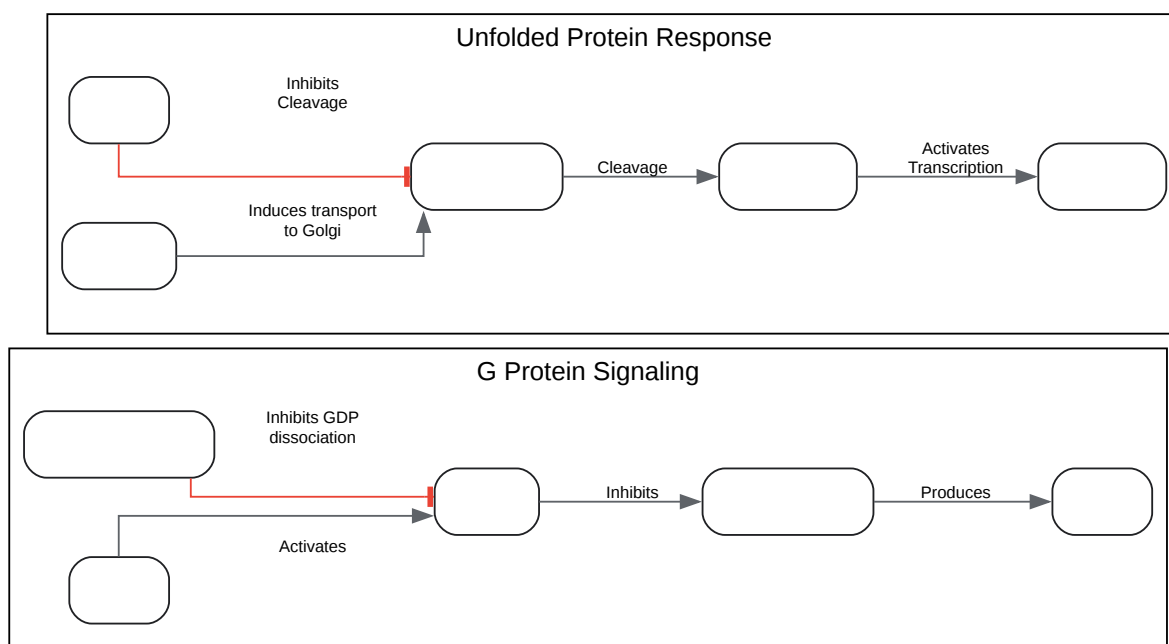 Unfolded Protein Response
Inhibits
Cleavage
Cleavage
Activates
Transcription
Induces transport
to Golgi
G Protein Signaling
Inhibits GDP
dissociation
Inhibits
Produces
Activates